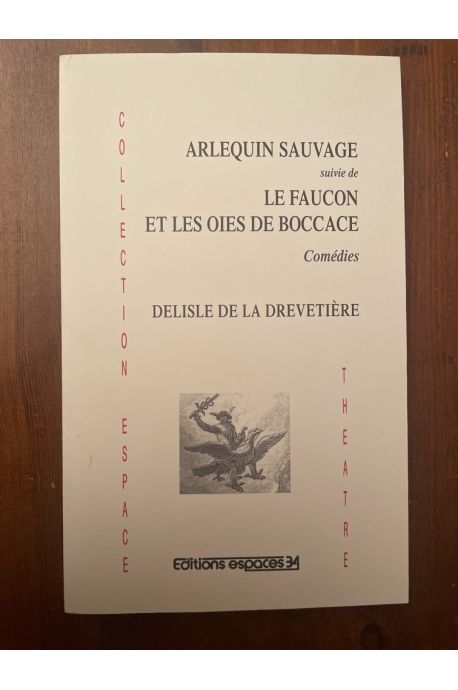 ARLEQUIN SAUVAGE
suivie de
LE FAUCON
ET LES OIES DE BOCCACE
Comédies
DELISLE DE LA DREVETIÈRE
COLLECTION ESPACE
THEATRE
Editions espaces 34